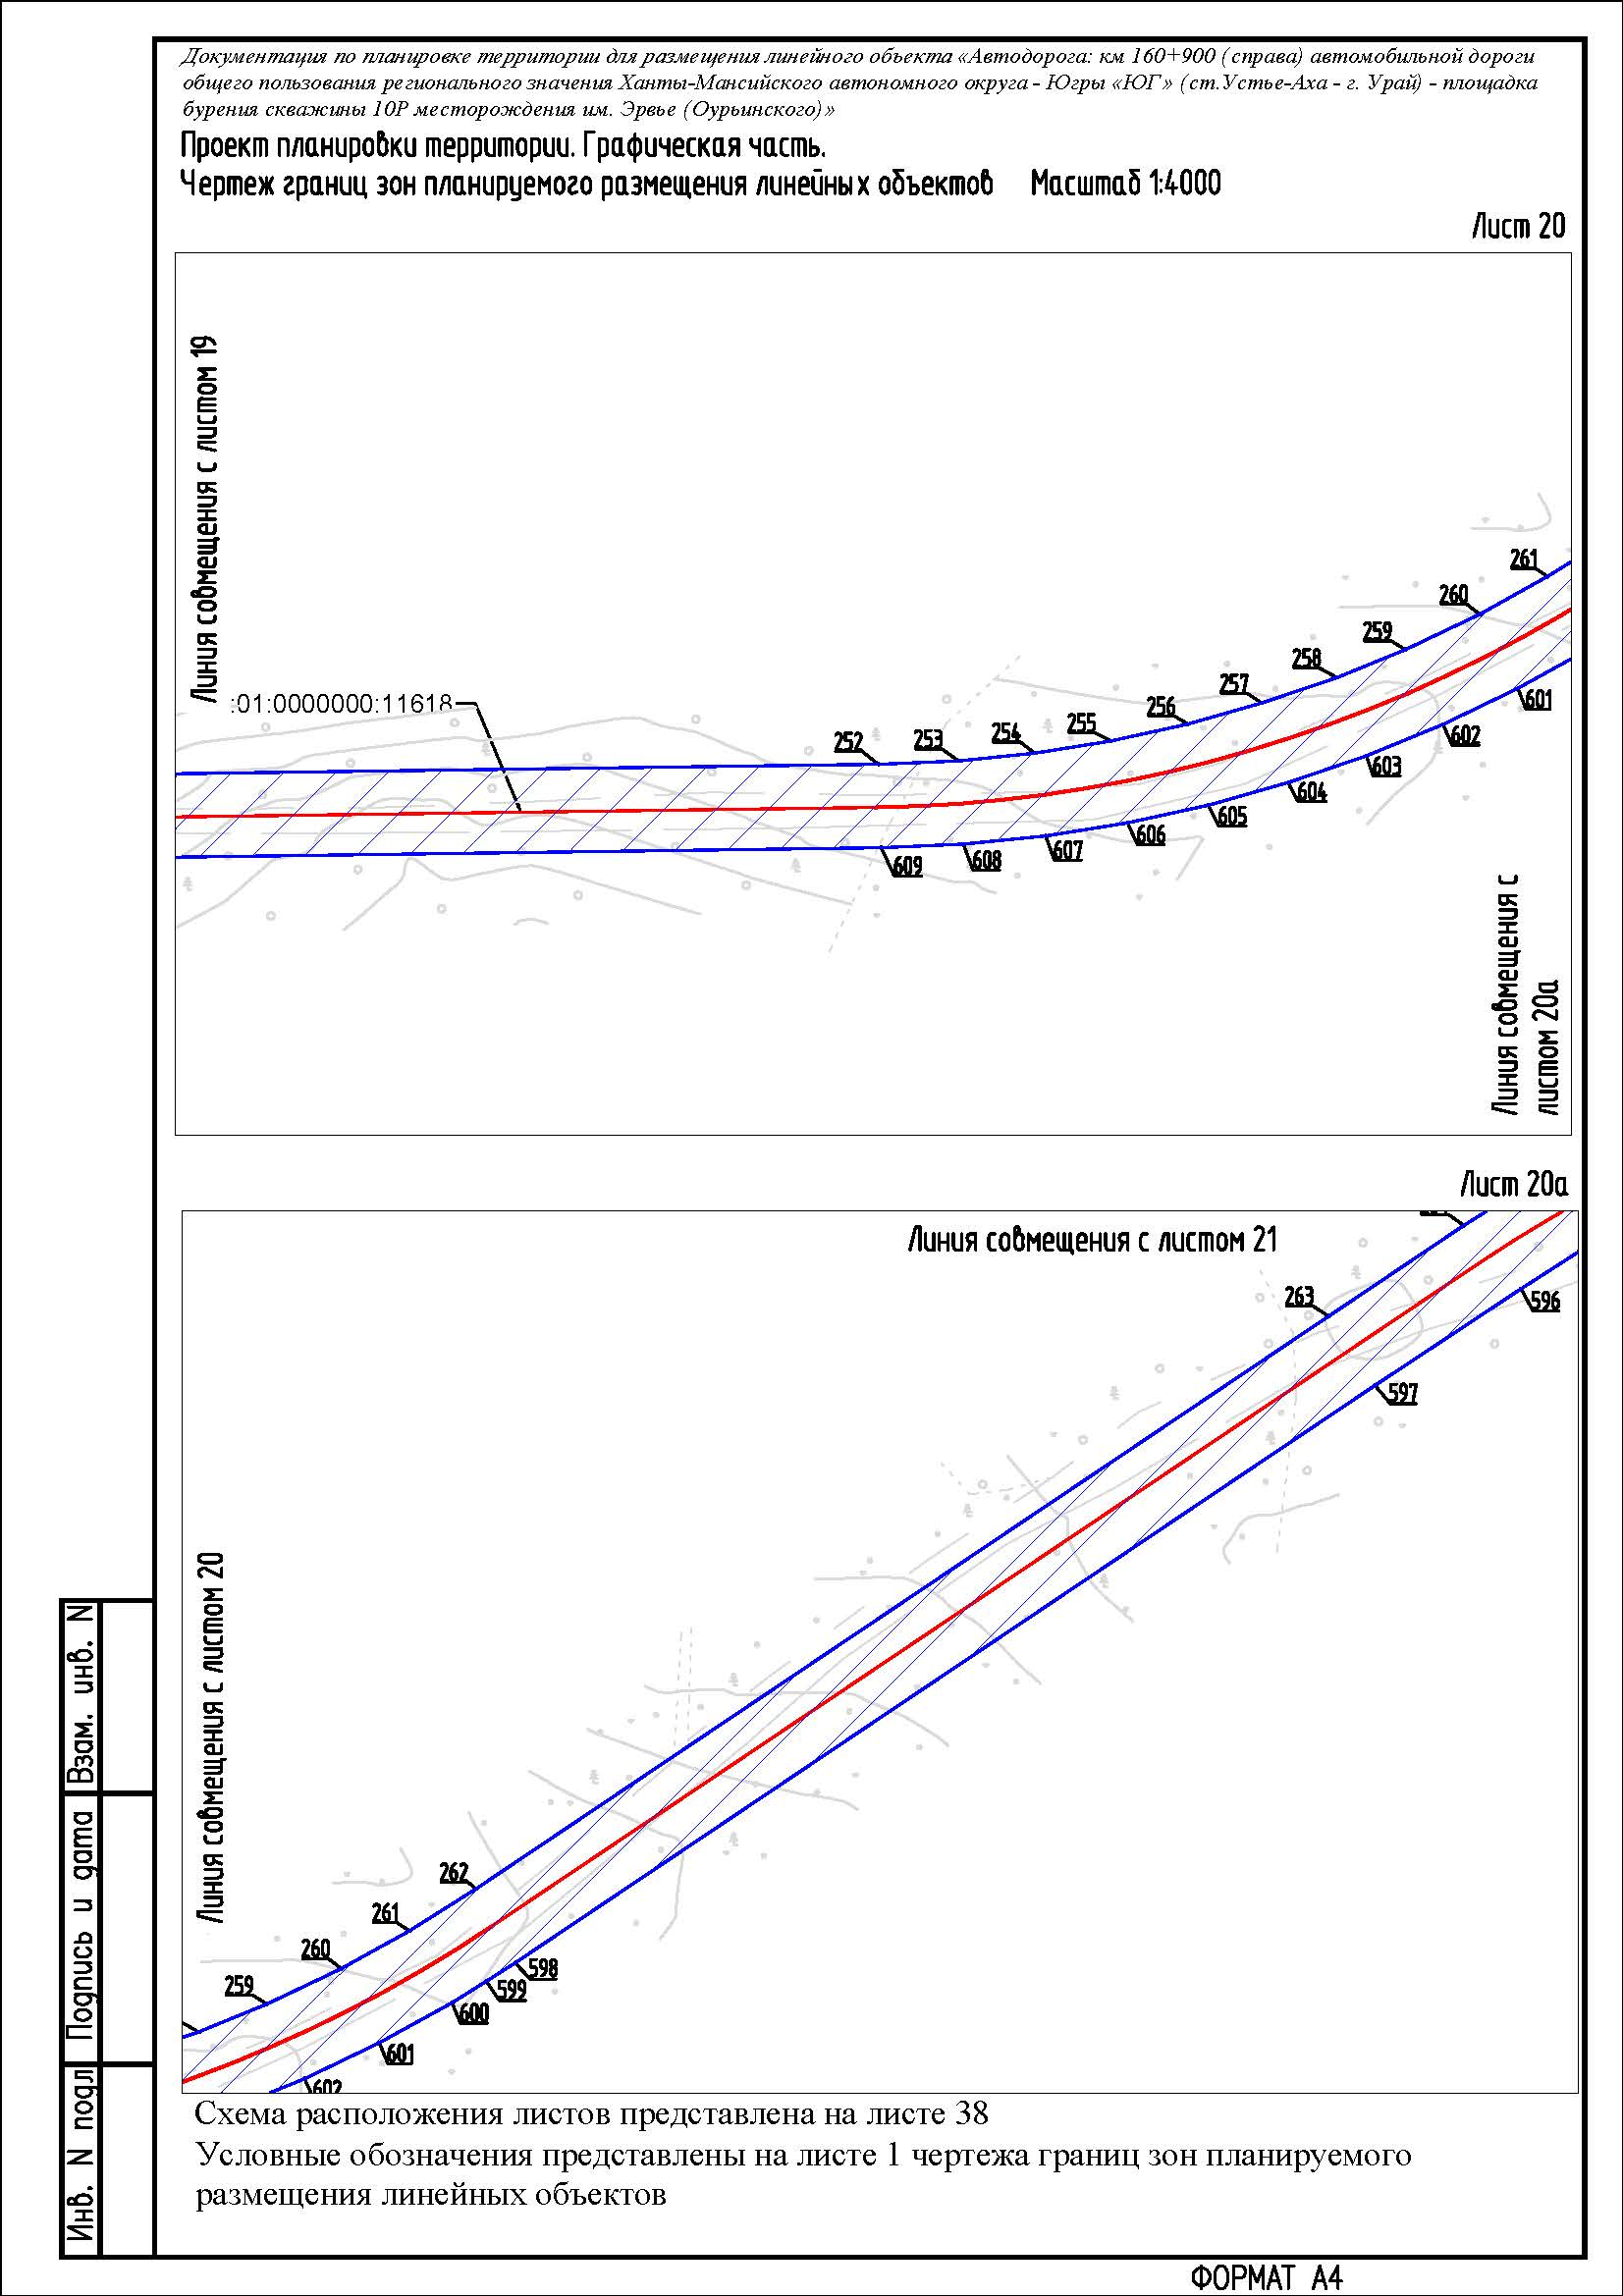 Документация по планировке территории для размещения линейного объекта «Автодорога: км 160+900 (справа) автомобильной дороги
общего пользования регионального значения Ханты-Мансийского автономного округа - Югры «ЮГ» (ст.Устье-Аха - г. Урай) - площадка
бурения скважины 10Р месторождения им. Эрвье (Оурьинского)»
Проект планировки территории. Графическая часть.
Чертеж границ зон планируемого размещения линейных объектов Масштаб 1:4000
Лист 20
Линия совмещения с листом 19
:01:0000000:11618
252
253
254
255
256
257
258
259
260
261
609
608
607
606
605
604
603
602
601
Линия совмещения с
листом 20а
Лист 20а
Линия совмещения с листом 21
263
596
597
Линия совмещения с листом 20
262
261
260
259
598
599
600
601
602
Схема расположения листов представлена на листе 38
Условные обозначения представлены на листе 1 чертежа границ зон планируемого
размещения линейных объектов
Взам. инв. N
Подпись и дата
Инв. N подл
ФОРМАТ А4